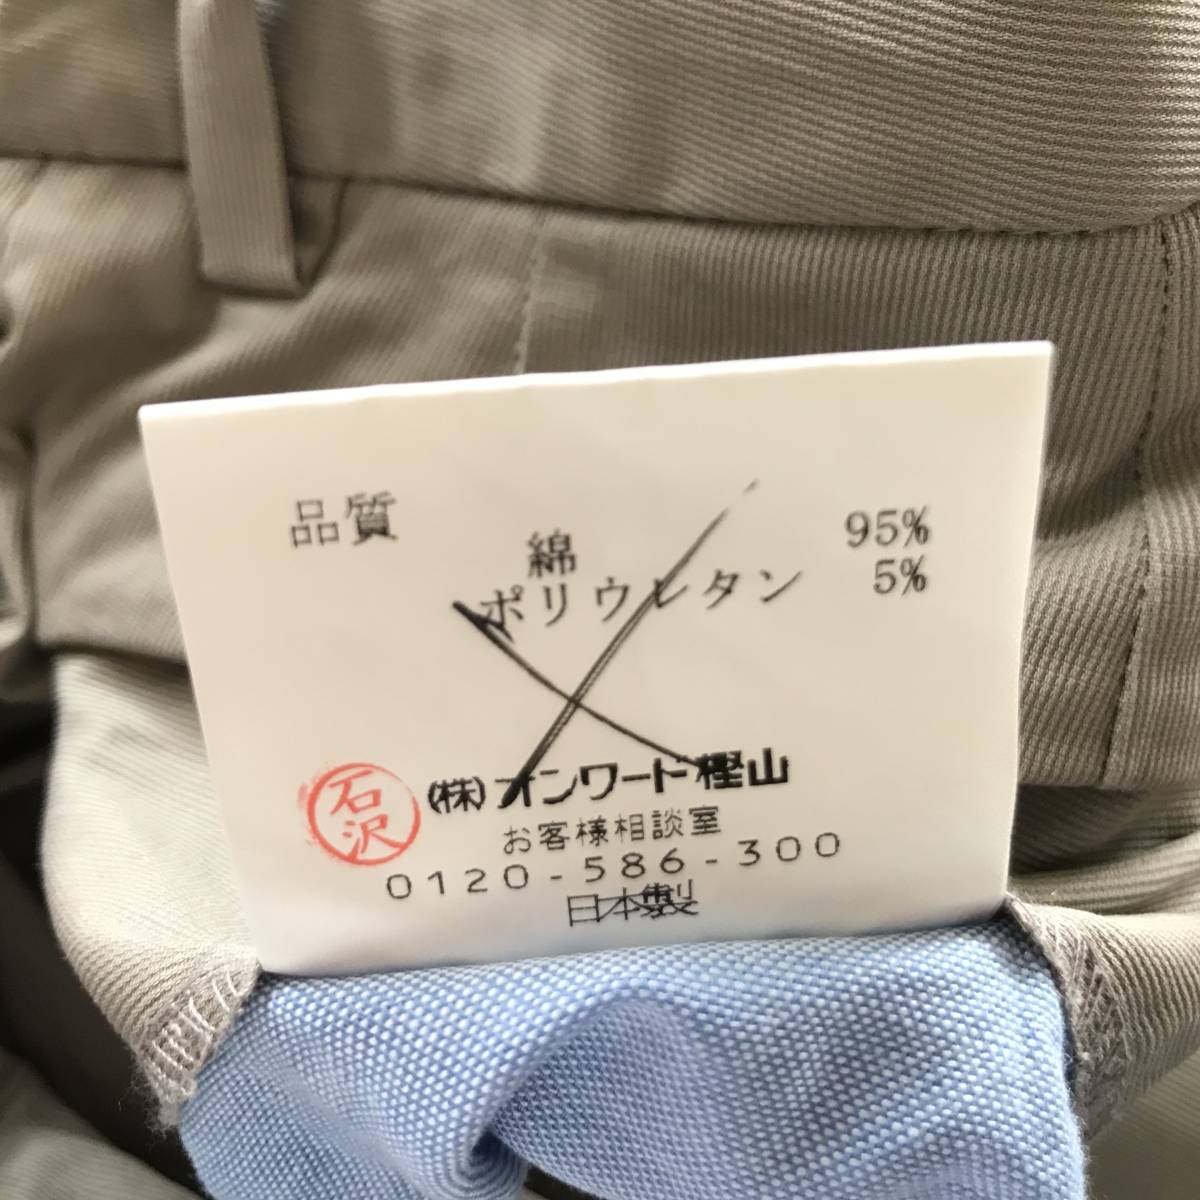 品質
綿 95%
ポリウレタン 5%
石沢
(株)オンワード樫山
お客様相談室
0120-586-300
日本製